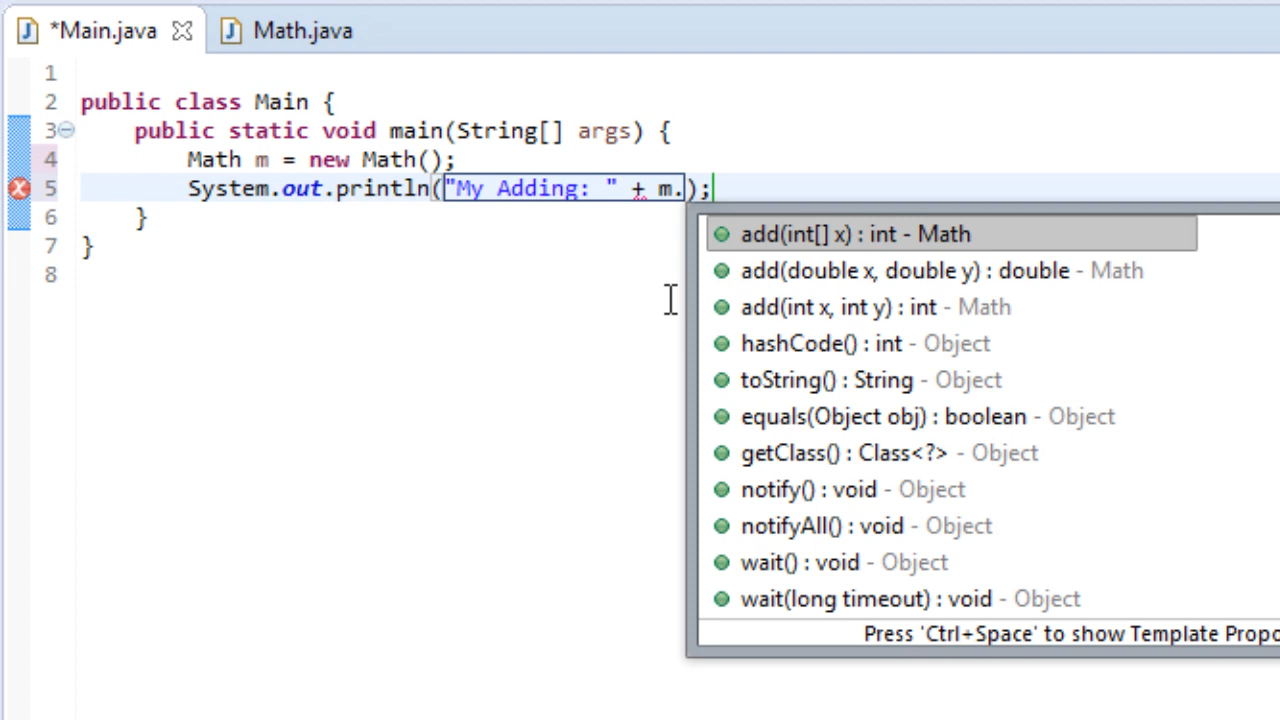 *Main.java Math.java
1
2 public class Main {
3 public static void main(String[] args) {
4 Math m = new Math();
5 System.out.println("My Adding: " + m.);
6 }
7 }
8
add(int[] x) : int - Math
add(double x, double y) : double - Math
add(int x, int y) : int - Math
hashCode() : int - Object
toString() : String - Object
equals(Object obj) : boolean - Object
getClass() : Class<?> - Object
notify() : void - Object
notifyAll() : void - Object
wait() : void - Object
wait(long timeout) : void - Object
Press 'Ctrl+Space' to show Template Propo